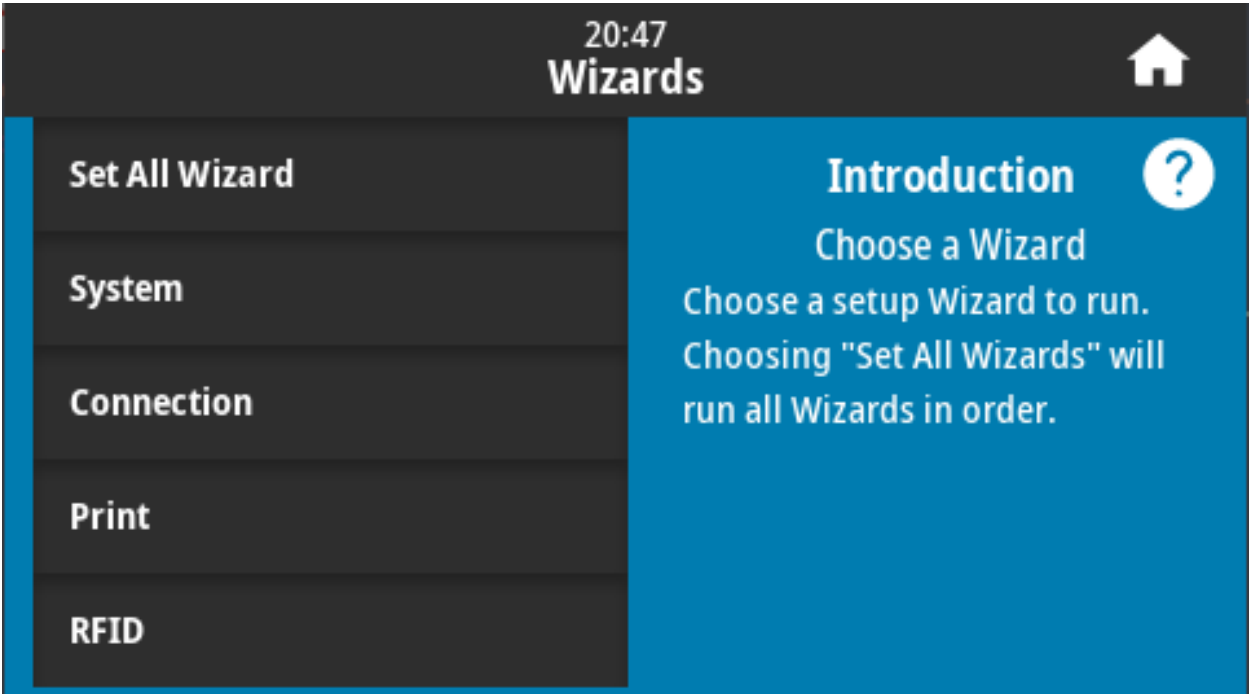 20:47
Wizards
Set All Wizard
System
Connection
Print
RFID
Introduction
?
Choose a Wizard
Choose a setup Wizard to run.
Choosing "Set All Wizards" will
run all Wizards in order.